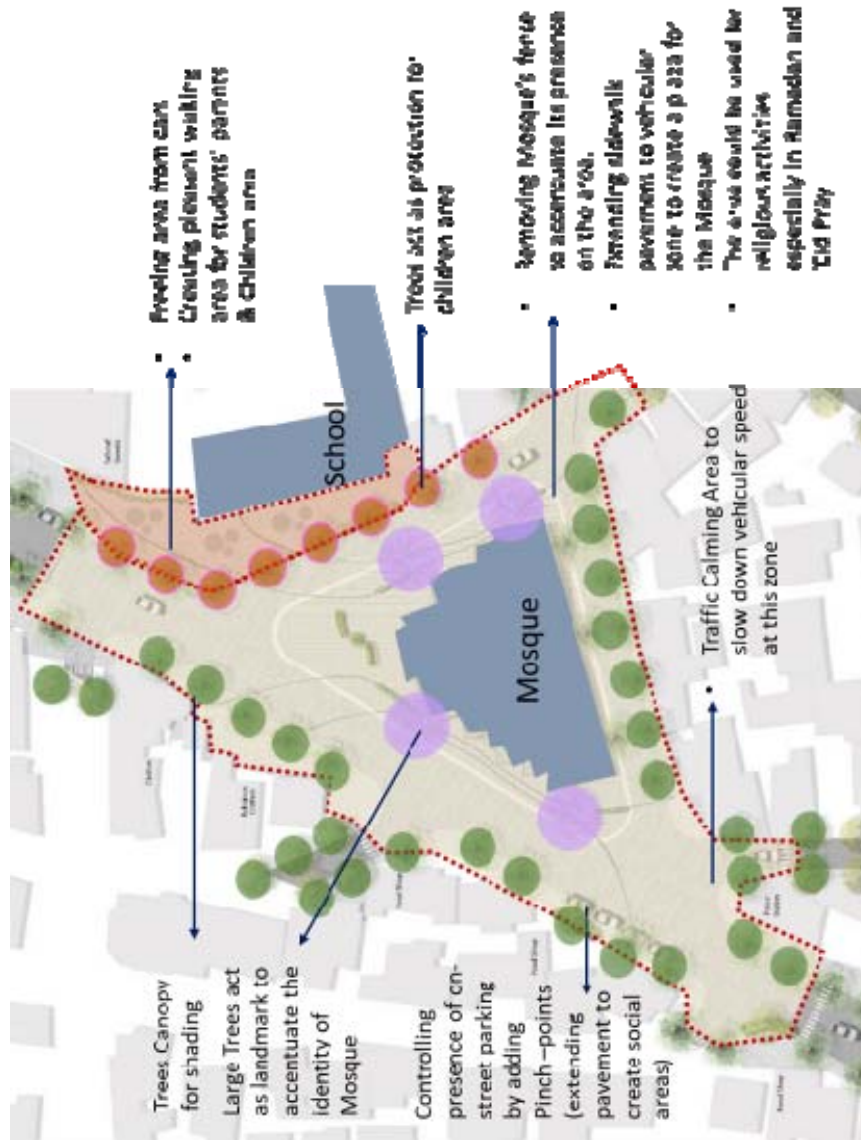 Trees Canopy
for shading
Large Trees act
as landmark to
accentuate the
identity of
Mosque
Controlling
presence of cn-
street parking
by adding
Pinch–points
(extending
pavement to
create social
areas)
School
Mosque
Food Shop
• Traffic Calming Area to
slow down vehicular speed
at this zone
▪ Freeing area from cars
▪ Creating pleasant walking
area for students' parents
& Children area
Trees act as protection for
children area
▪ Removing Mosque's fence
to accentuate its presence
on the area.
▪ Extending sidewalk
pavement to vehicular
zone to create a plaza for
the Mosque
▪ The area could be used for
religious activities
especially in Ramadan and
'Eid Pray